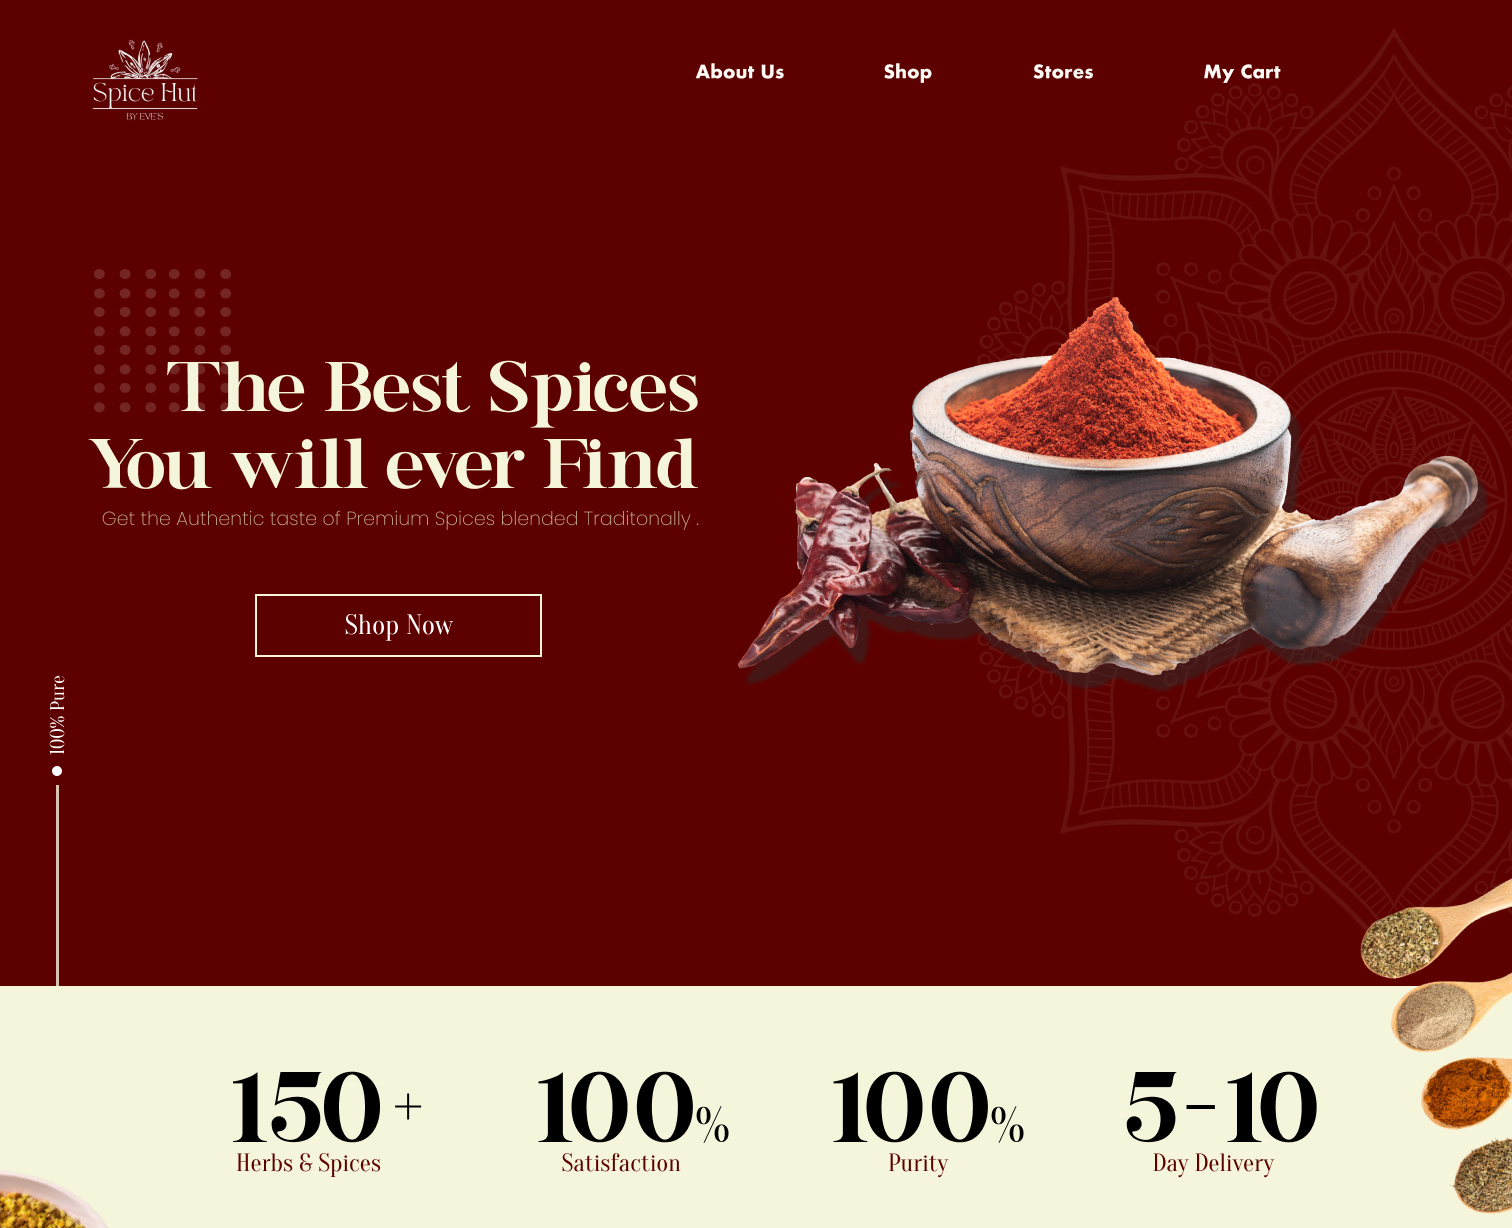 Spice Hut
BY EVE'S
About Us
Shop
Stores
My Cart
The Best Spices
You will ever Find
Get the Authentic taste of Premium Spices blended Traditonally .
Shop Now
100% Pure
150 +
Herbs & Spices
100%
Satisfaction
100%
Purity
5-10
Day Delivery